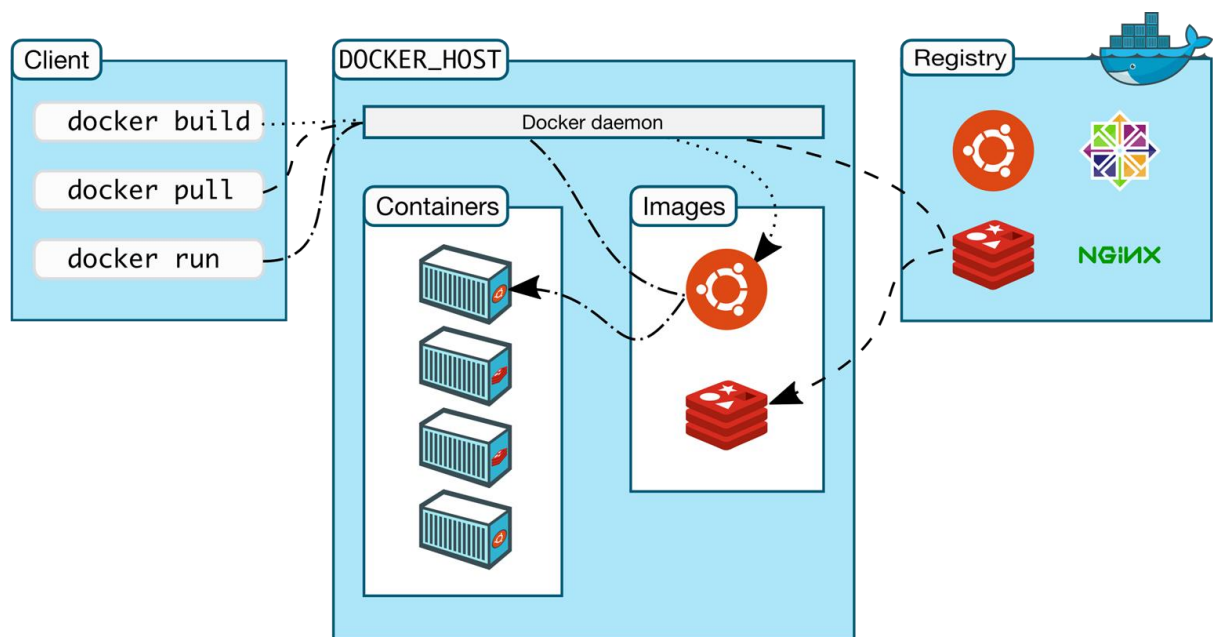 Client
docker build
docker pull
docker run
DOCKER_HOST
Docker daemon
Containers
Images
Registry
NGiNX